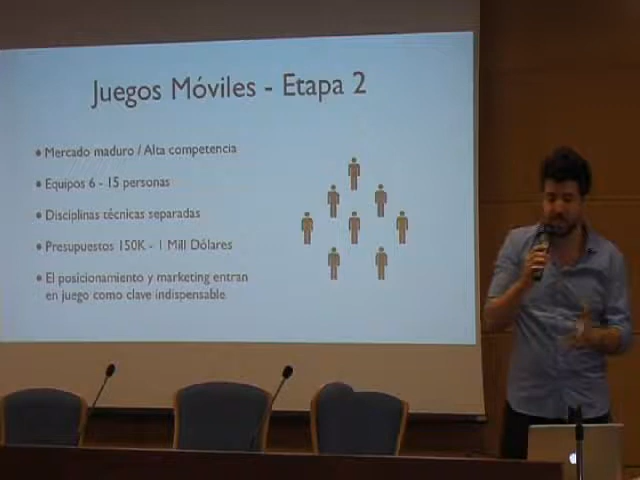 Juegos Móviles - Etapa 2
• Mercado maduro / Alta competencia
• Equipos 6 - 15 personas
• Disciplinas técnicas separadas
• Presupuestos 150K - 1 Mill Dólares
• El posicionamiento y marketing entran
en juego como clave indispensable